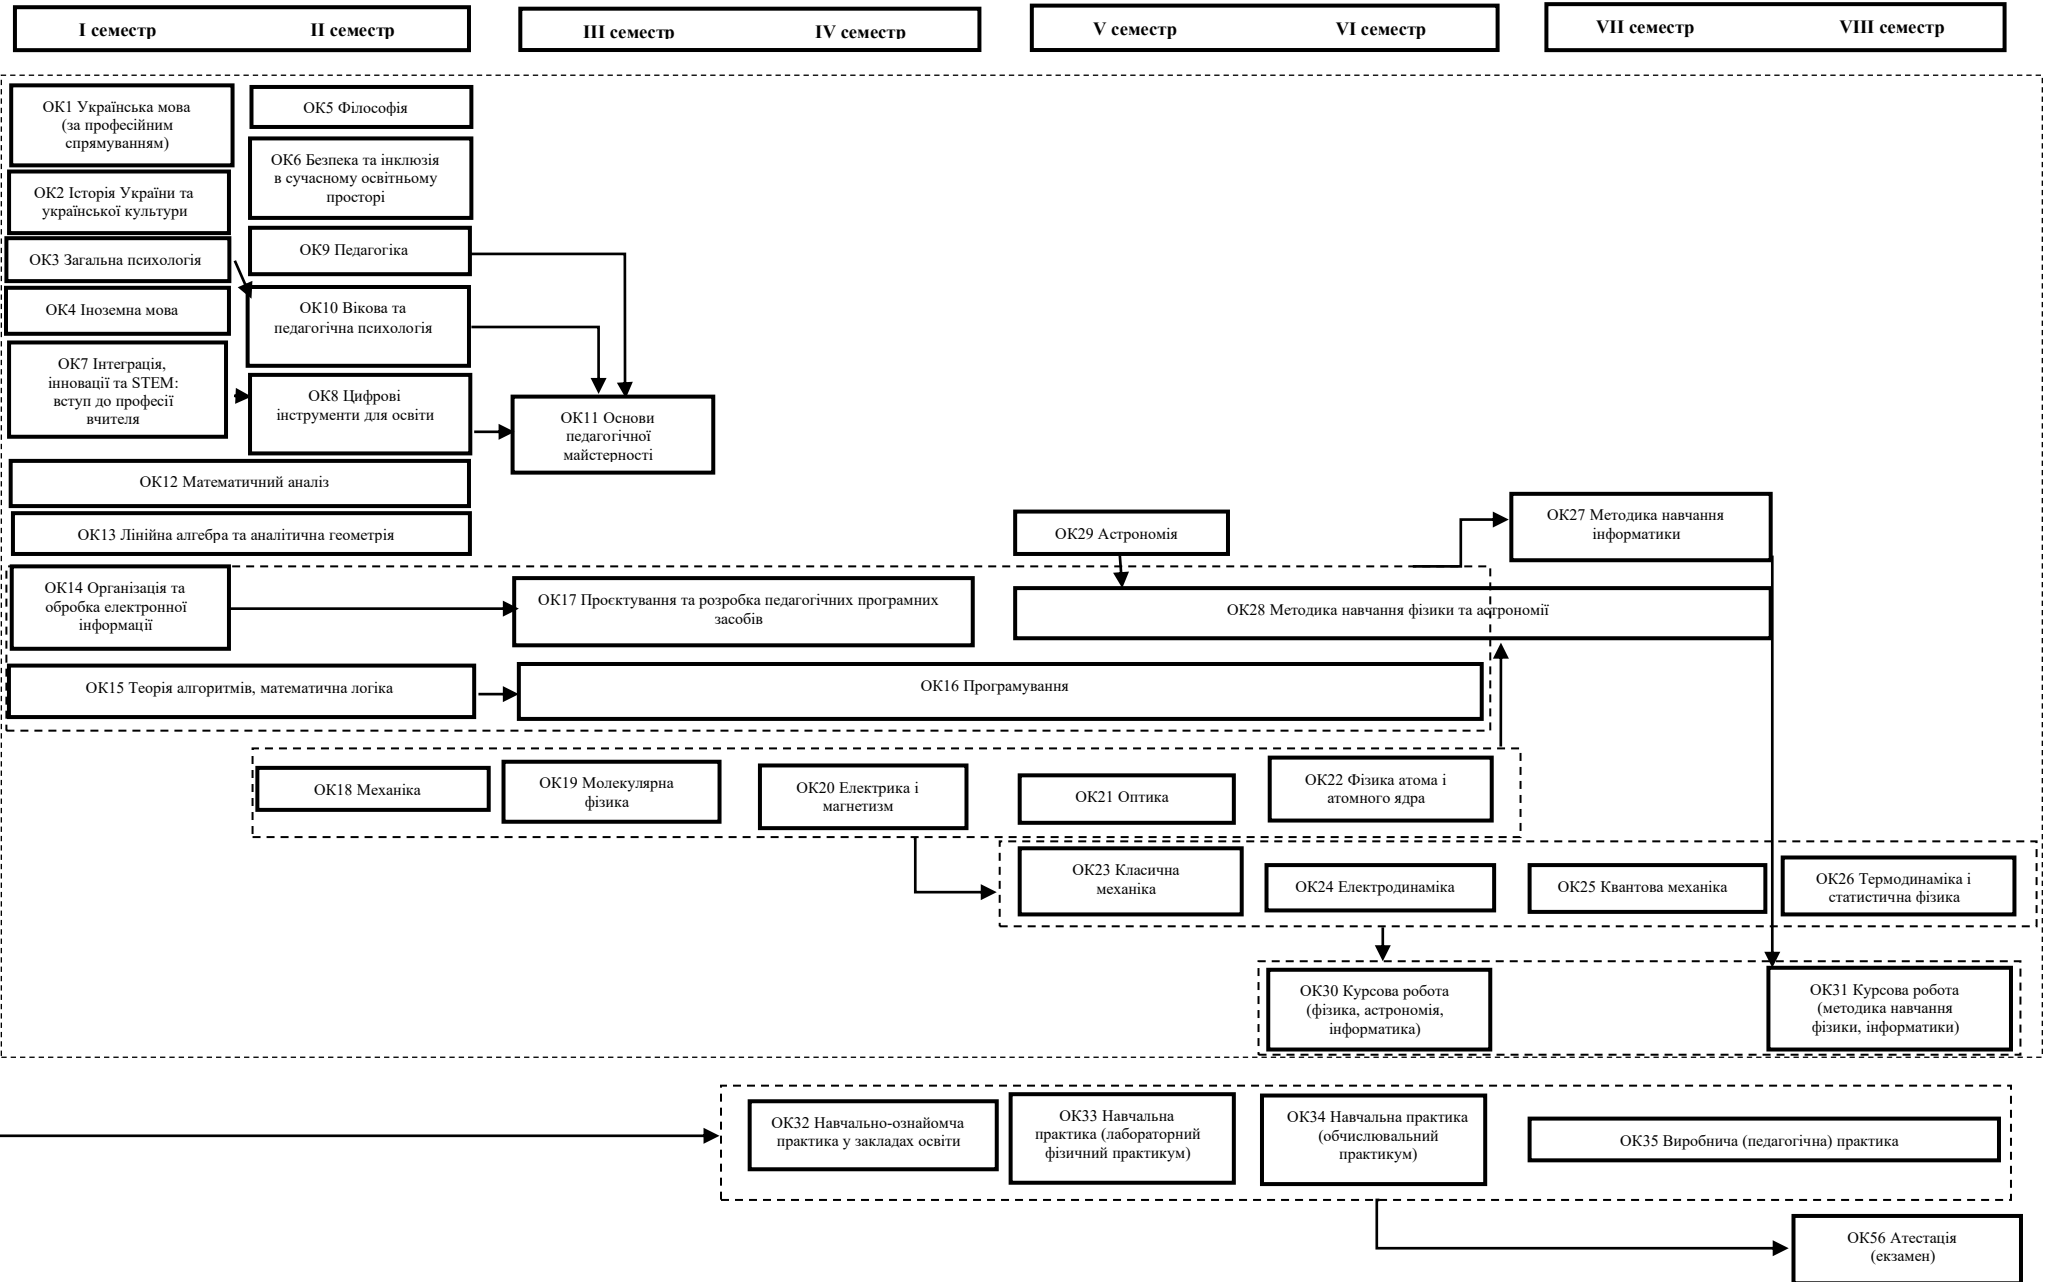 I семестр
II семестр
III семестр
IV семестр
V семестр
VI семестр
VII семестр
VIII семестр
ОК1 Українська мова
(за професійним
спрямуванням)
ОК5 Філософія
ОК6 Безпека та інклюзія
в сучасному освітньому
просторі
ОК2 Історія України та
української культури
ОК3 Загальна психологія
ОК9 Педагогіка
ОК4 Іноземна мова
ОК10 Вікова та
педагогічна психологія
ОК7 Інтеграція,
інновації та STEM:
вступ до професії
вчителя
ОК8 Цифрові
інструменти для освіти
ОК11 Основи
педагогічної
майстерності
ОК12 Математичний аналіз
ОК13 Лінійна алгебра та аналітична геометрія
ОК29 Астрономія
ОК27 Методика навчання
інформатики
ОК14 Організація та
обробка електронної
інформації
ОК17 Проєктування та розробка педагогічних програмних
засобів
ОК28 Методика навчання фізики та астрономії
ОК15 Теорія алгоритмів, математична логіка
ОК16 Програмування
ОК18 Механіка
ОК19 Молекулярна
фізика
ОК20 Електрика і
магнетизм
ОК21 Оптика
ОК22 Фізика атома і
атомного ядра
ОК23 Класична
механіка
ОК24 Електродинаміка
ОК25 Квантова механіка
ОК26 Термодинаміка і
статистична фізика
ОК30 Курсова робота
(фізика, астрономія,
інформатика)
ОК31 Курсова робота
(методика навчання
фізики, інформатики)
ОК32 Навчально-ознайомча
практика у закладах освіти
ОК33 Навчальна
практика (лабораторний
фізичний практикум)
ОК34 Навчальна практика
(обчислювальний
практикум)
ОК35 Виробнича (педагогічна) практика
ОК56 Атестація
(екзамен)